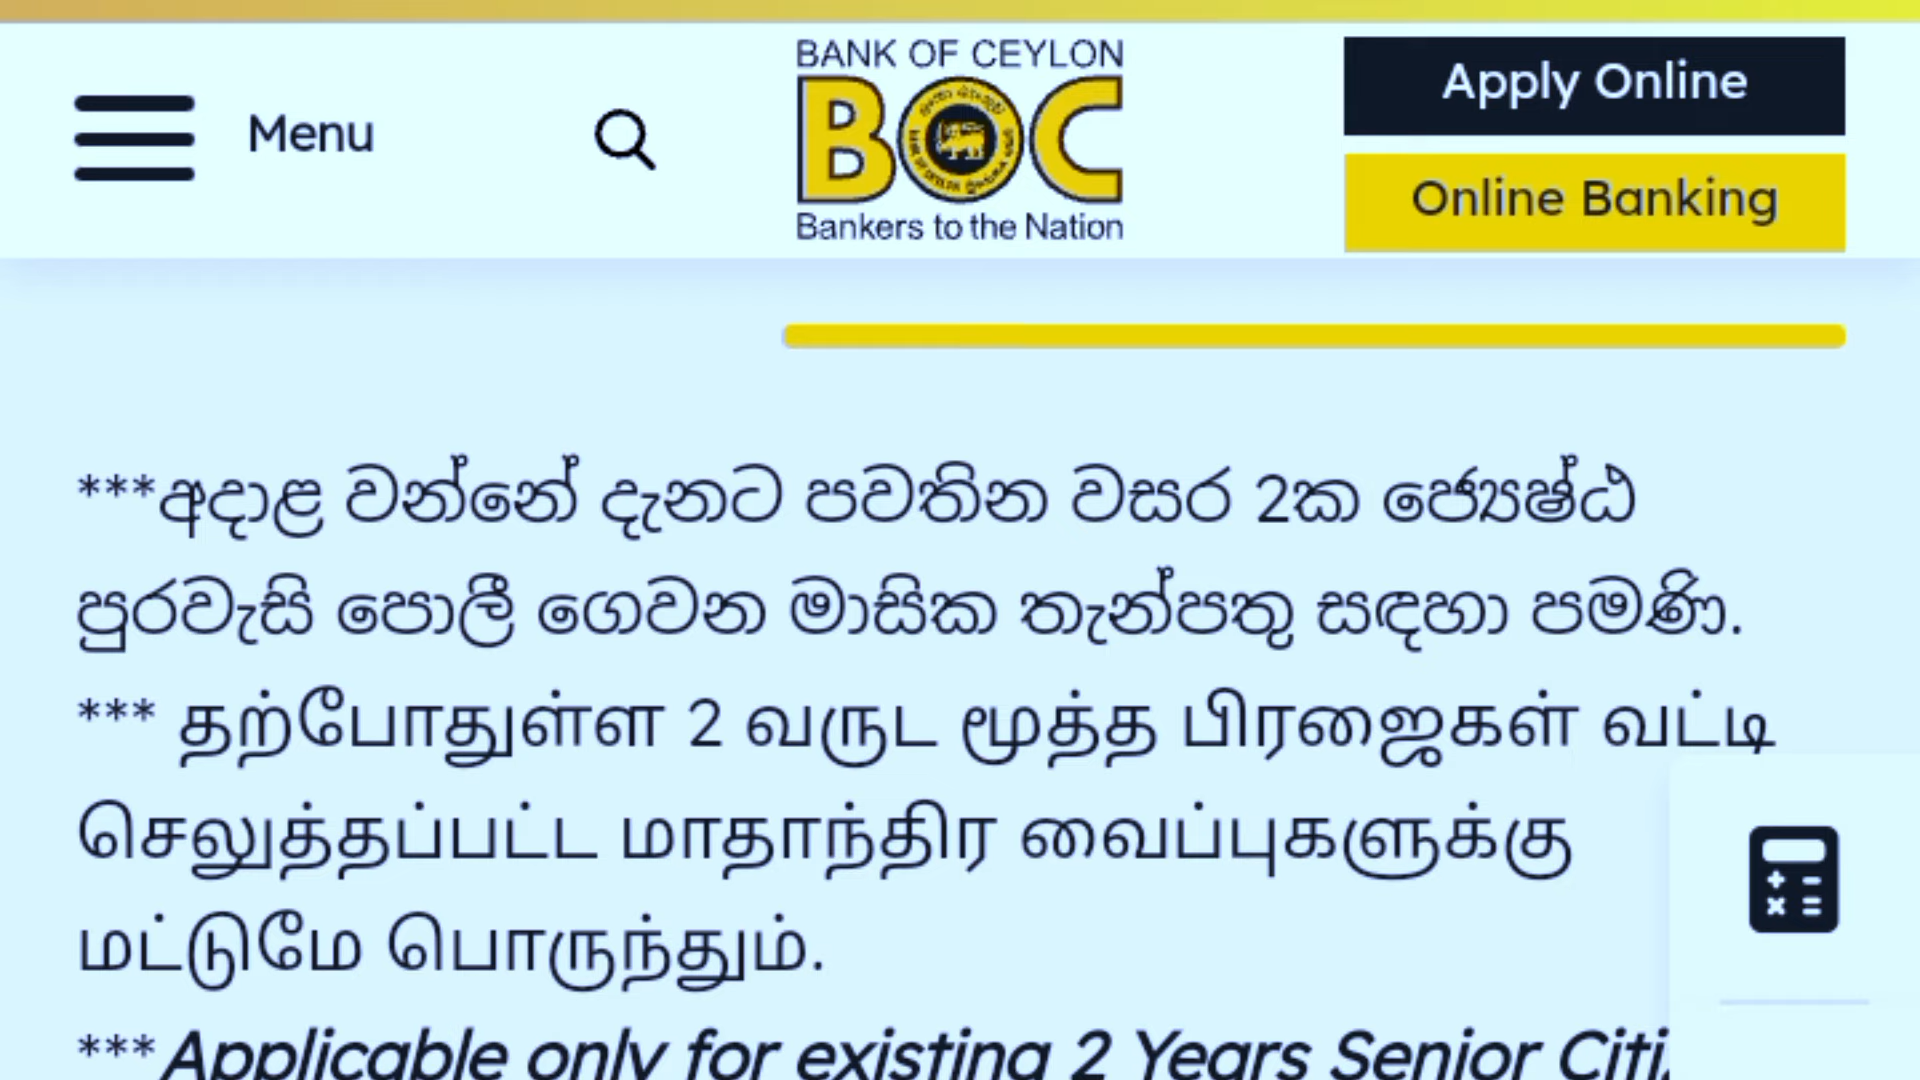 Menu
BANK OF CEYLON
BOC
Bankers to the Nation
Apply Online
Online Banking
***අදාළ වන්නේ දැනට පවතින වසර 2ක ජ්‍යෙෂ්ඨ
පුරවැසි පොලී ගෙවන මාසික තැන්පතු සඳහා පමණි.
*** தற்போதுள்ள 2 வருட மூத்த பிரஜைகள் வட்டி
செலுத்தப்பட்ட மாதாந்திர வைப்புகளுக்கு
மட்டுமே பொருந்தும்.
***Applicable only for existing 2 Years Senior